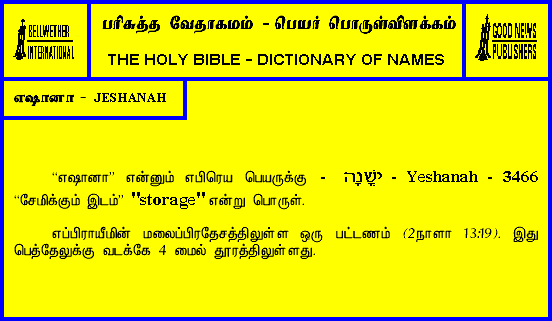 BELLWETHER
INTERNATIONAL
பரிசுத்த வேதாகமம் - பெயர் பொருள்விளக்கம்
THE HOLY BIBLE - DICTIONARY OF NAMES
GOOD NEWS
PUBLISHERS
எஷானா - JESHANAH
“எஷானா” என்னும் எபிரெய பெயருக்கு - יְשָׁנָה - Yeshanah - 3466
“சேமிக்கும் இடம்” "storage" என்று பொருள்.
எப்பிராயீமின் மலைப்பிரதேசத்திலுள்ள ஒரு பட்டணம் (2நாளா 13:19). இது
பெத்தேலுக்கு வடக்கே 4 மைல் தூரத்திலுள்ளது.